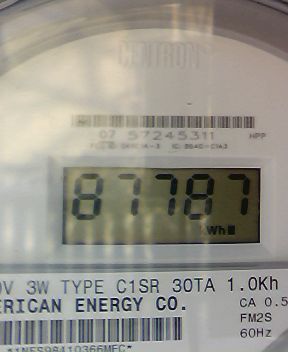 CENTRON
07 57245311 HPP
87787
kWh
0V 3W TYPE C1SR 30TA 1.0Kh
ERICAN ENERGY CO. CA 0.5
FM2S
60Hz